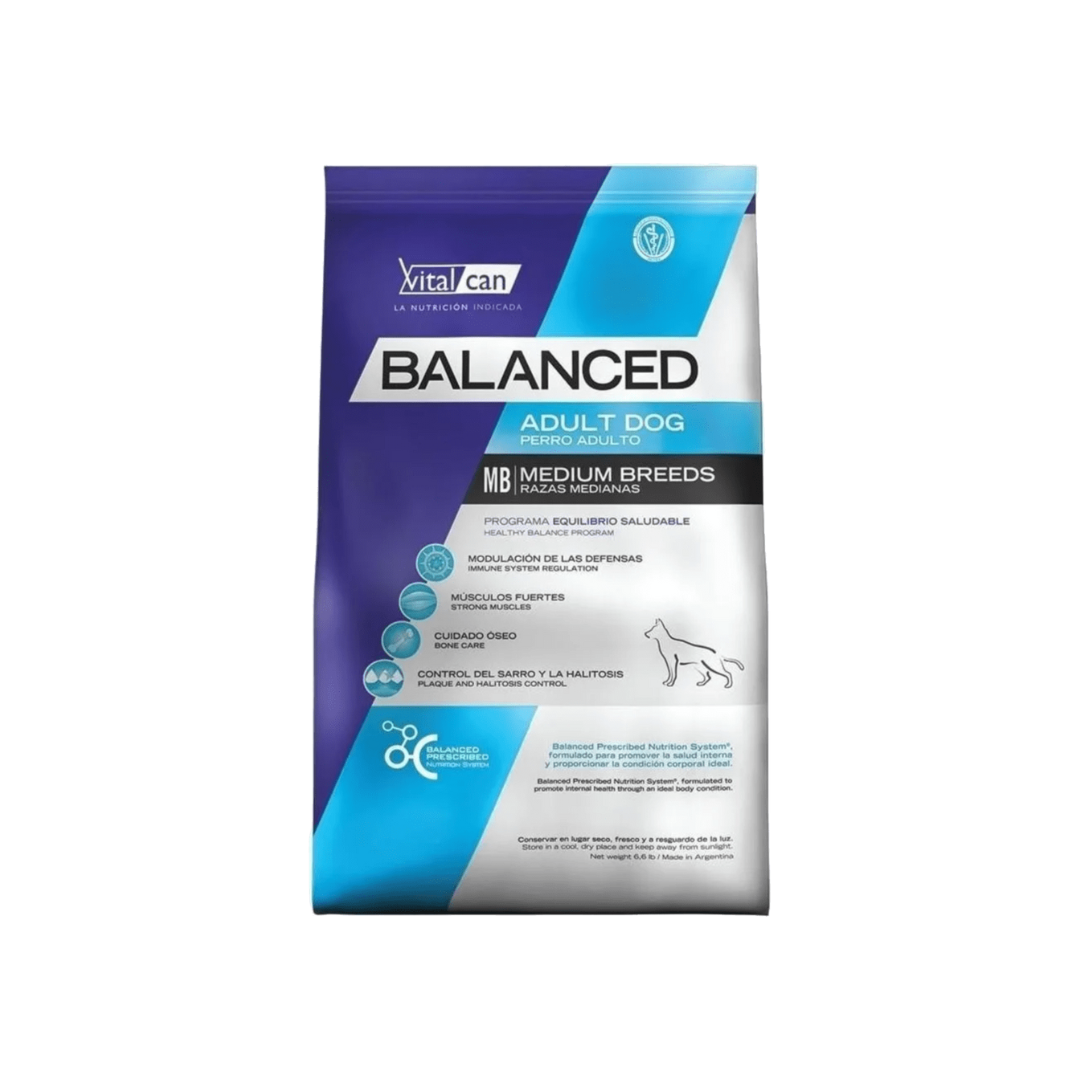 vital can
LA NUTRICIÓN INDICADA
BALANCED
ADULT DOG
PERRO ADULTO
MB MEDIUM BREEDS
RAZAS MEDIANAS
PROGRAMA EQUILIBRIO SALUDABLE
HEALTHY BALANCE PROGRAM
MODULACIÓN DE LAS DEFENSAS
IMMUNE SYSTEM REGULATION
MÚSCULOS FUERTES
STRONG MUSCLES
CUIDADO ÓSEO
BONE CARE
CONTROL DEL SARRO Y LA HALITOSIS
PLAQUE AND HALITOSIS CONTROL
BALANCED
PRESCRIBED
NUTRITION SYSTEM
Balanced Prescribed Nutrition System®,
formulado para promover la salud interna
y proporcionar la condición corporal ideal.
Balanced Prescribed Nutrition System®, formulated to
promote internal health through an ideal body condition.
Conservar en lugar seco, fresco y a resguardo de la luz.
Store in a cool, dry place and keep away from sunlight.
Net weight 6,6 lb / Made in Argentina